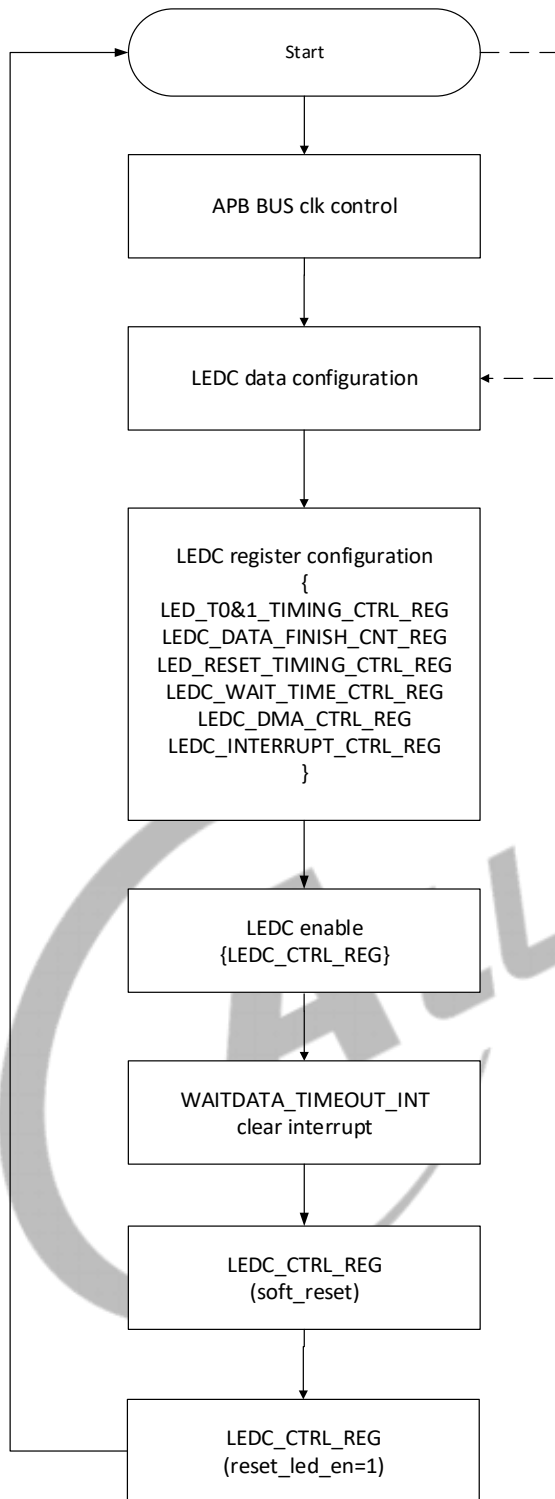 Start
APB BUS clk control
LEDC data configuration
LEDC register configuration
{
LED_T0&1_TIMING_CTRL_REG
LEDC_DATA_FINISH_CNT_REG
LED_RESET_TIMING_CTRL_REG
LEDC_WAIT_TIME_CTRL_REG
LEDC_DMA_CTRL_REG
LEDC_INTERRUPT_CTRL_REG
}
LEDC enable
{LEDC_CTRL_REG}
WAITDATA_TIMEOUT_INT
clear interrupt
LEDC_CTRL_REG
(soft_reset)
LEDC_CTRL_REG
(reset_led_en=1)